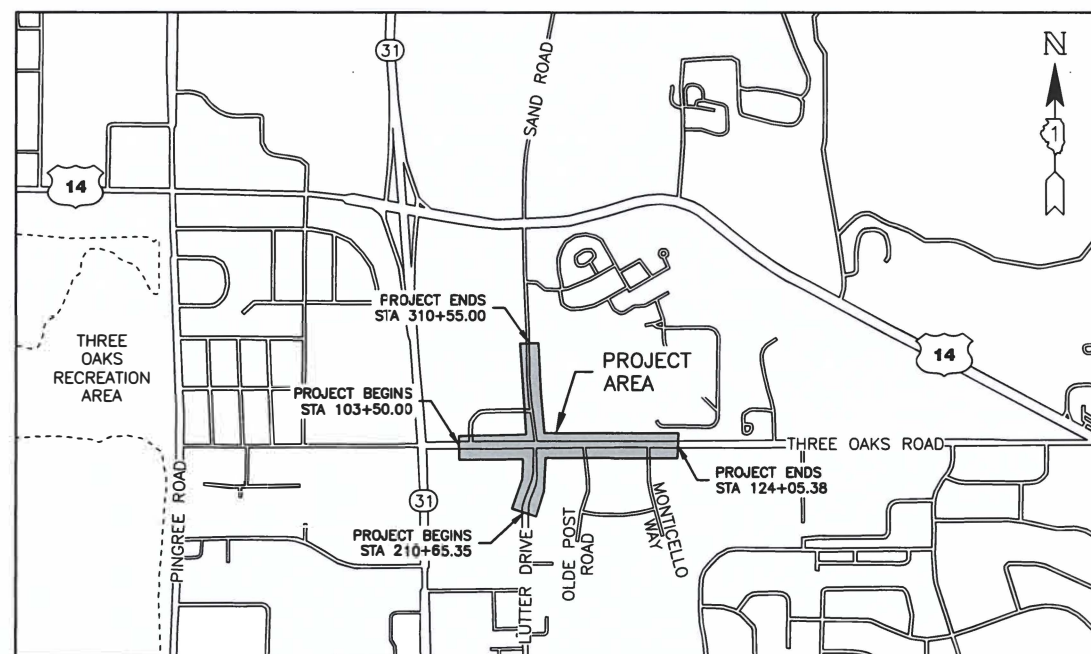 31
SAND ROAD
N
1
14
PROJECT ENDS
STA 310+55.00
THREE
OAKS
RECREATION
AREA
PROJECT
AREA
14
PROJECT BEGINS
STA 103+50.00
THREE OAKS ROAD
PROJECT ENDS
STA 124+05.38
PINGREE ROAD
31
PROJECT BEGINS
STA 210+65.35
LUTTER DRIVE
OLDE POST
ROAD
MONTICELLO
WAY